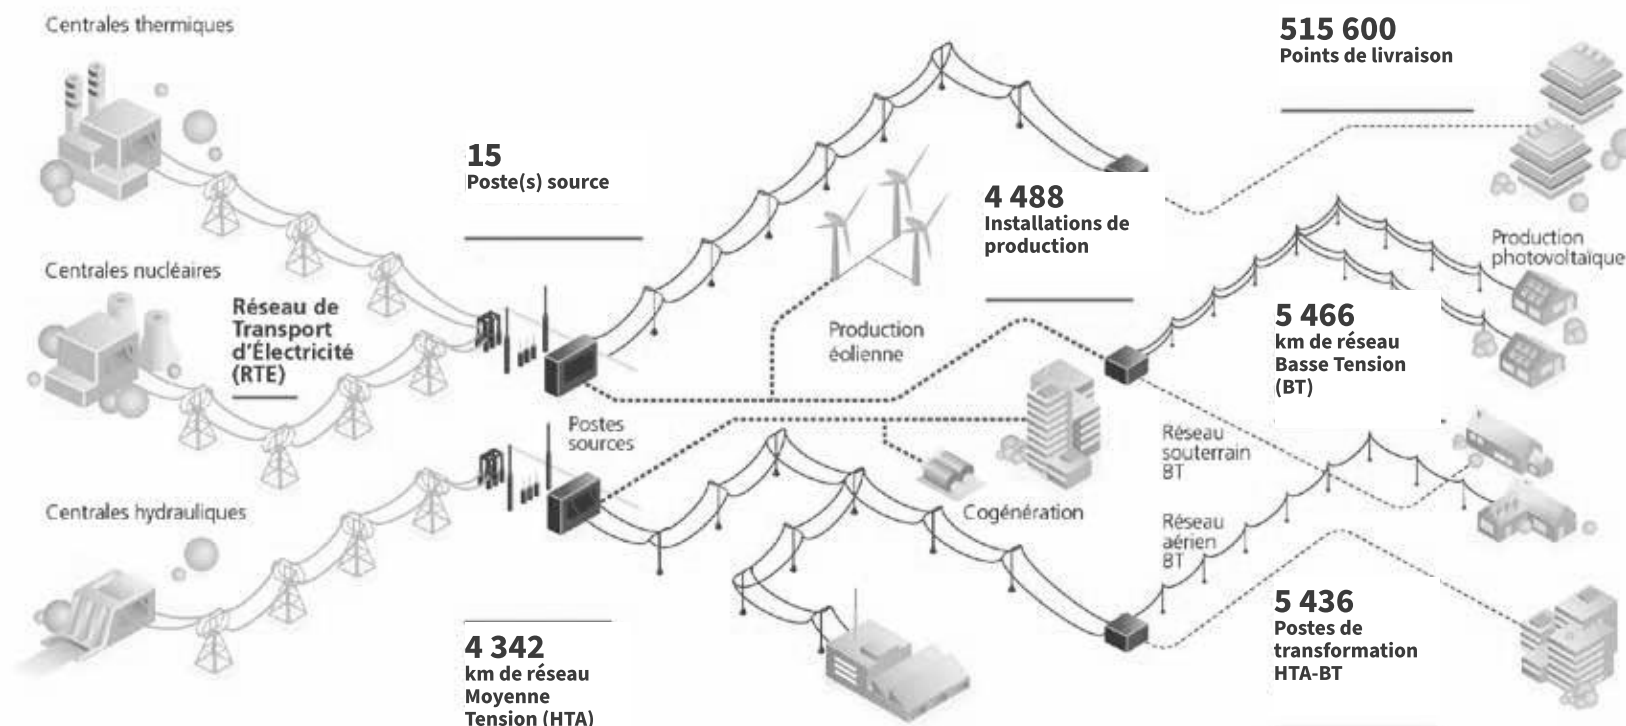 Centrales thermiques
515 600
Points de livraison
15
Poste(s) source
4 488
Installations de
production
Production
photovoltaïque
Centrales nucléaires
Réseau de
Transport
d'Électricité
(RTE)
Production
éolienne
5 466
km de réseau
Basse Tension
(BT)
Postes
sources
Réseau
souterrain
BT
Centrales hydrauliques
Cogénération
Réseau
aérien
BT
5 436
Postes de
transformation
HTA-BT
4 342
km de réseau
Moyenne
Tension (HTA)